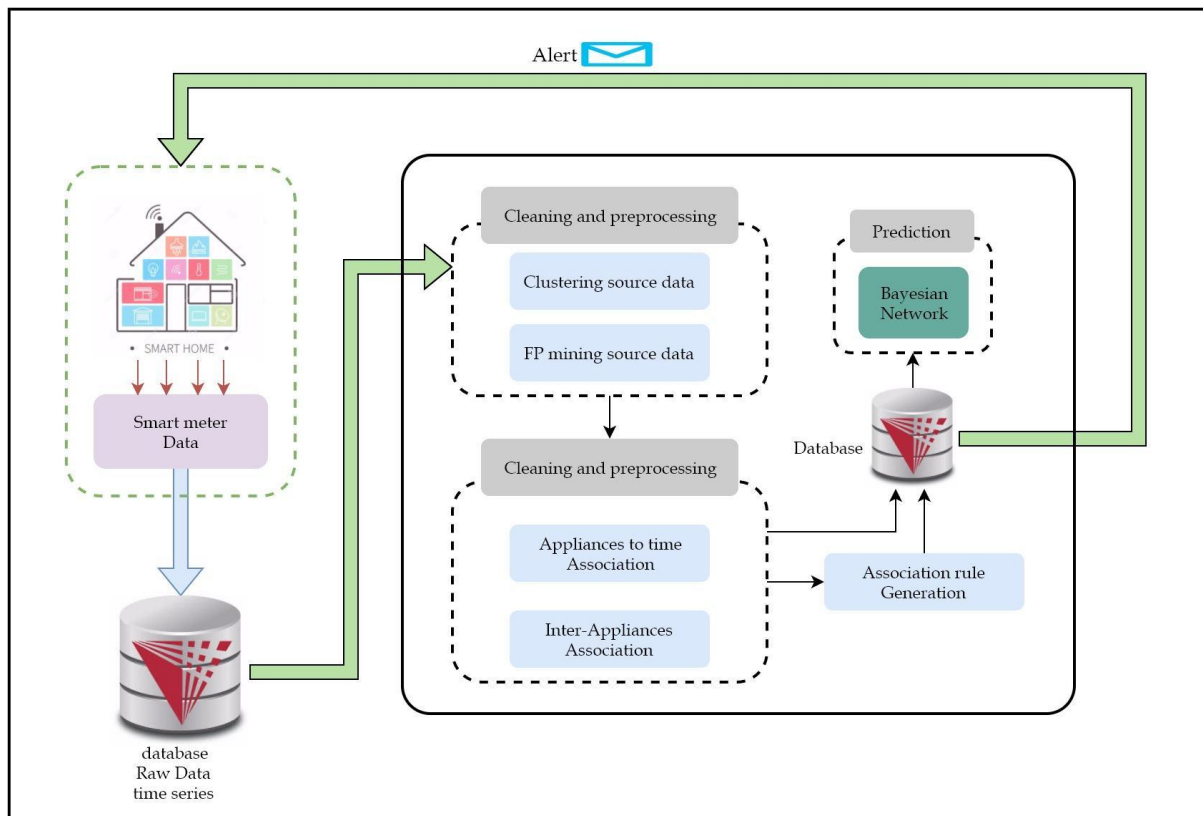 Alert
Cleaning and preprocessing
Clustering source data
FP mining source data
Prediction
Bayesian
Network
• SMART HOME •
Smart meter
Data
Cleaning and preprocessing
Appliances to time
Association
Inter-Appliances
Association
Database
Association rule
Generation
database
Raw Data
time series